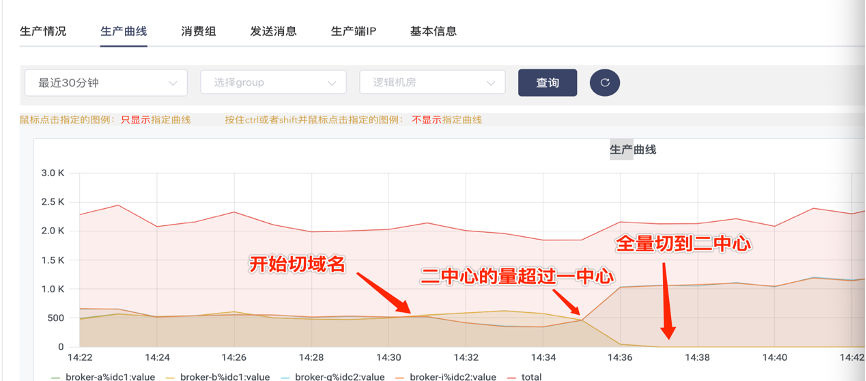 生产情况 生产曲线 消费组 发送消息 生产端IP 基本信息
最近30分钟 选择group 逻辑机房 查询
鼠标点击指定的图例: 只显示指定曲线 按住ctrl或者shift并鼠标点击指定的图例: 不显示指定曲线
生产曲线
3.0 K
2.5 K
2.0 K
1.5 K
1.0 K
500
0
全量切到二中心
开始切域名
二中心的量超过一中心
14:22 14:24 14:26 14:28 14:30 14:32 14:34 14:36 14:38 14:40 14:42
broker-a%idc1:value broker-b%idc1:value broker-g%idc2:value broker-i%idc2:value total